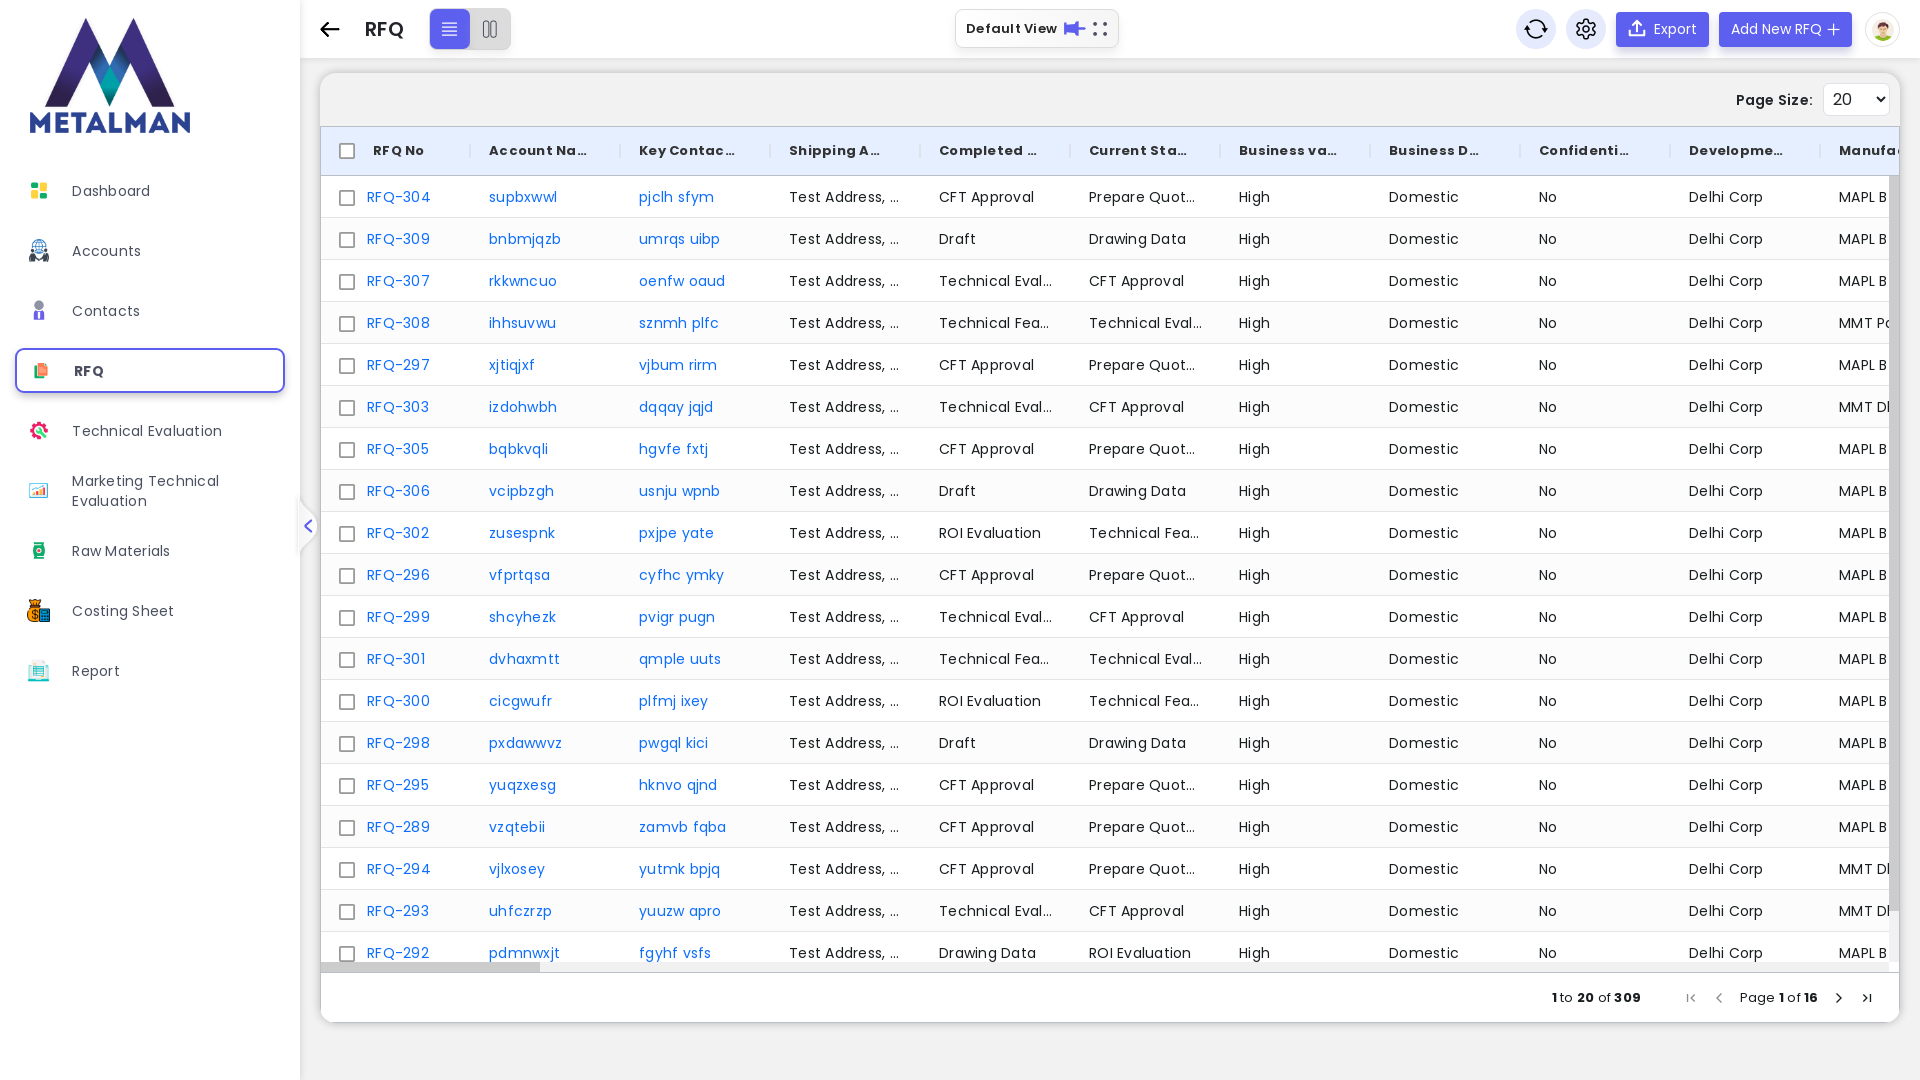 METALMAN
Dashboard
Accounts
Contacts
RFQ
Technical Evaluation
Marketing Technical
Evaluation
Raw Materials
Costing Sheet
Report
RFQ
Default View
Export
Add New RFQ
Page Size: 20
RFQ No Account Na... Key Contac... Shipping A... Completed ... Current Sta... Business va... Business D... Confidenti... Developme... Manufac
RFQ-304 supbxwwl pjclh sfym Test Address, ... CFT Approval Prepare Quot... High Domestic No Delhi Corp MAPL B
RFQ-309 bnbmjqzb umrqs uibp Test Address, ... Draft Drawing Data High Domestic No Delhi Corp MAPL B
RFQ-307 rkkwncuo oenfw oaud Test Address, ... Technical Eval... CFT Approval High Domestic No Delhi Corp MAPL B
RFQ-308 ihhsuvwu sznmh plfc Test Address, ... Technical Fea... Technical Eval... High Domestic No Delhi Corp MMT Po
RFQ-297 xjtiqjxf vjbum rirm Test Address, ... CFT Approval Prepare Quot... High Domestic No Delhi Corp MAPL B
RFQ-303 izdohwbh dqqay jqjd Test Address, ... Technical Eval... CFT Approval High Domestic No Delhi Corp MMT Dl
RFQ-305 bqbkvqli hgvfe fxtj Test Address, ... CFT Approval Prepare Quot... High Domestic No Delhi Corp MAPL B
RFQ-306 vcipbzgh usnju wpnb Test Address, ... Draft Drawing Data High Domestic No Delhi Corp MAPL B
RFQ-302 zusespnk pxjpe yate Test Address, ... ROI Evaluation Technical Fea... High Domestic No Delhi Corp MAPL B
RFQ-296 vfprtqsa cyfhc ymky Test Address, ... CFT Approval Prepare Quot... High Domestic No Delhi Corp MAPL B
RFQ-299 shcyhezk pvigr pugn Test Address, ... Technical Eval... CFT Approval High Domestic No Delhi Corp MAPL B
RFQ-301 dvhaxmtt qmple uuts Test Address, ... Technical Fea... Technical Eval... High Domestic No Delhi Corp MAPL B
RFQ-300 cicgwufr plfmj ixey Test Address, ... ROI Evaluation Technical Fea... High Domestic No Delhi Corp MAPL B
RFQ-298 pxdawwvz pwgql kici Test Address, ... Draft Drawing Data High Domestic No Delhi Corp MAPL B
RFQ-295 yuqzxesg hknvo qjnd Test Address, ... CFT Approval Prepare Quot... High Domestic No Delhi Corp MAPL B
RFQ-289 vzqtebii zamvb fqba Test Address, ... CFT Approval Prepare Quot... High Domestic No Delhi Corp MAPL B
RFQ-294 vjlxosey yutmk bpjq Test Address, ... CFT Approval Prepare Quot... High Domestic No Delhi Corp MMT Dl
RFQ-293 uhfczrzp yuuzw apro Test Address, ... Technical Eval... CFT Approval High Domestic No Delhi Corp MMT Dl
RFQ-292 pdmnwxjt fgyhf vsfs Test Address, ... Drawing Data ROI Evaluation High Domestic No Delhi Corp MAPL B
1 to 20 of 309 Page 1 of 16